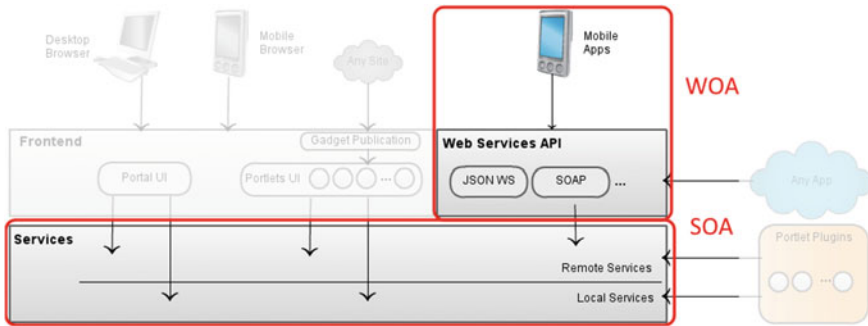 Desktop
Browser
Mobile
Browser
Any Site
Mobile
Apps
WOA
Frontend
Gadget Publication
Web Services API
Portal UI
Portlets UI
...
JSON WS
SOAP
...
Any App
SOA
Services
Portlet Plugins
Remote Services
...
Local Services